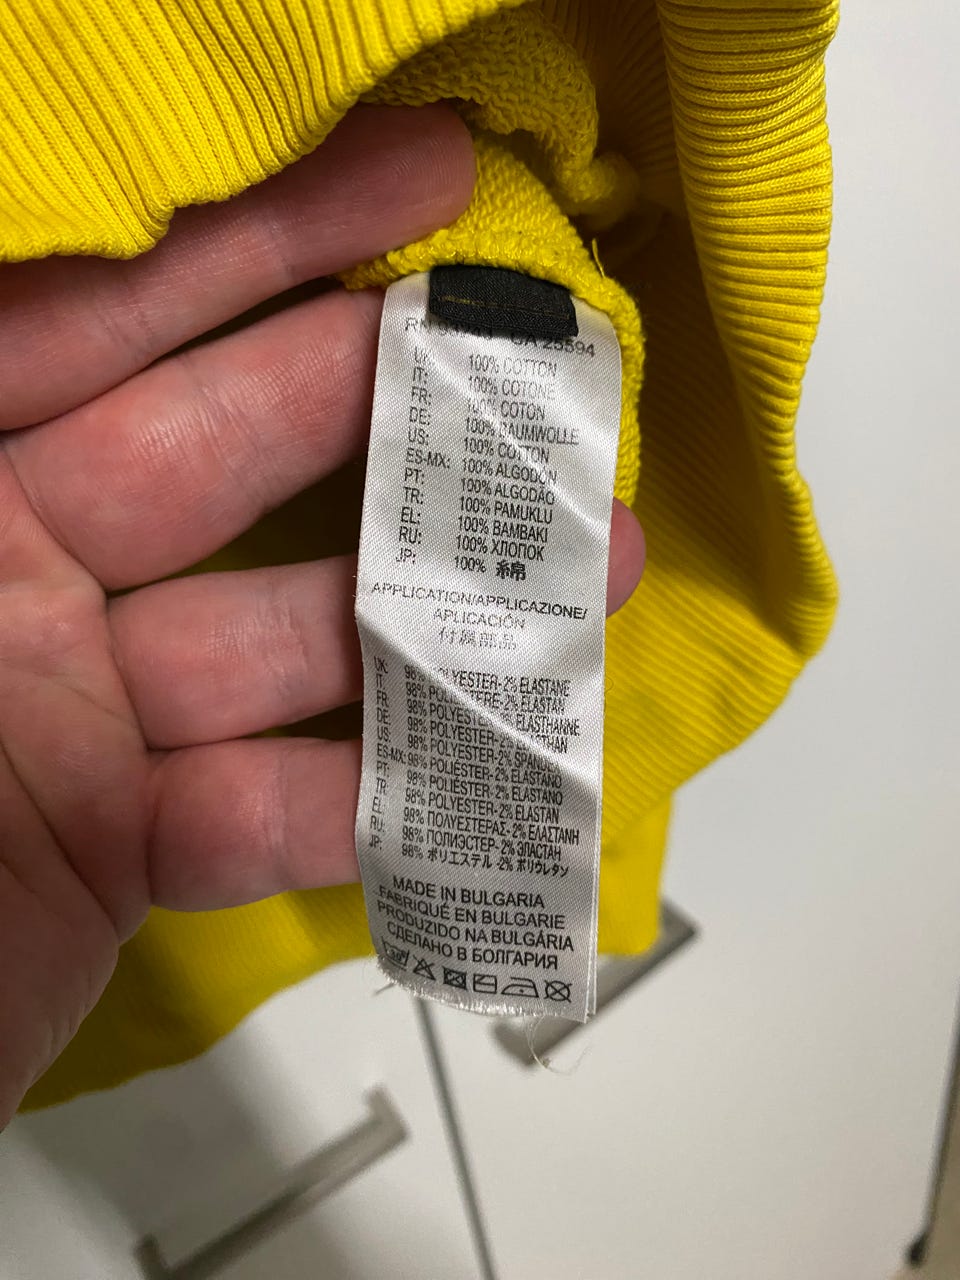 CA 25594
UK: 100% COTTON
IT: 100% COTONE
FR: 100% COTON
DE: 100% BAUMWOLLE
US: 100% COTTON
ES-MX: 100% ALGODÓN
PT: 100% ALGODÃO
TR: 100% PAMUKLU
EL: 100% BAMBAKI
RU: 100% ХЛОПОК
JP: 100% 綿
APPLICATION/APPLICAZIONE/
APLICACIÓN
付属部品
UK: 98% POLYESTER-2% ELASTANE
IT: 98% POLIESTERE-2% ELASTAN
FR: 98% POLYESTER-2% ELASTHANNE
DE: 98% POLYESTER-2% ELASTHAN
US: 98% POLYESTER-2% SPANDEX
ES-MX: 98% POLIÉSTER-2% ELASTANO
PT: 98% POLIÉSTER-2% ELASTANO
TR: 98% POLYESTER-2% ELASTAN
EL: 98% ΠΟΛΥΕΣΤΕΡΑΣ-2% ΕΛΑΣΤΑΝΗ
RU: 98% ПОЛИЭСТЕР-2% ЭЛАСТАН
JP: 98% ポリエステル -2% ポリウレタン
MADE IN BULGARIA
FABRIQUÉ EN BULGARIE
PRODUZIDO NA BULGÁRIA
СДЕЛАНО В БОЛГАРИЯ